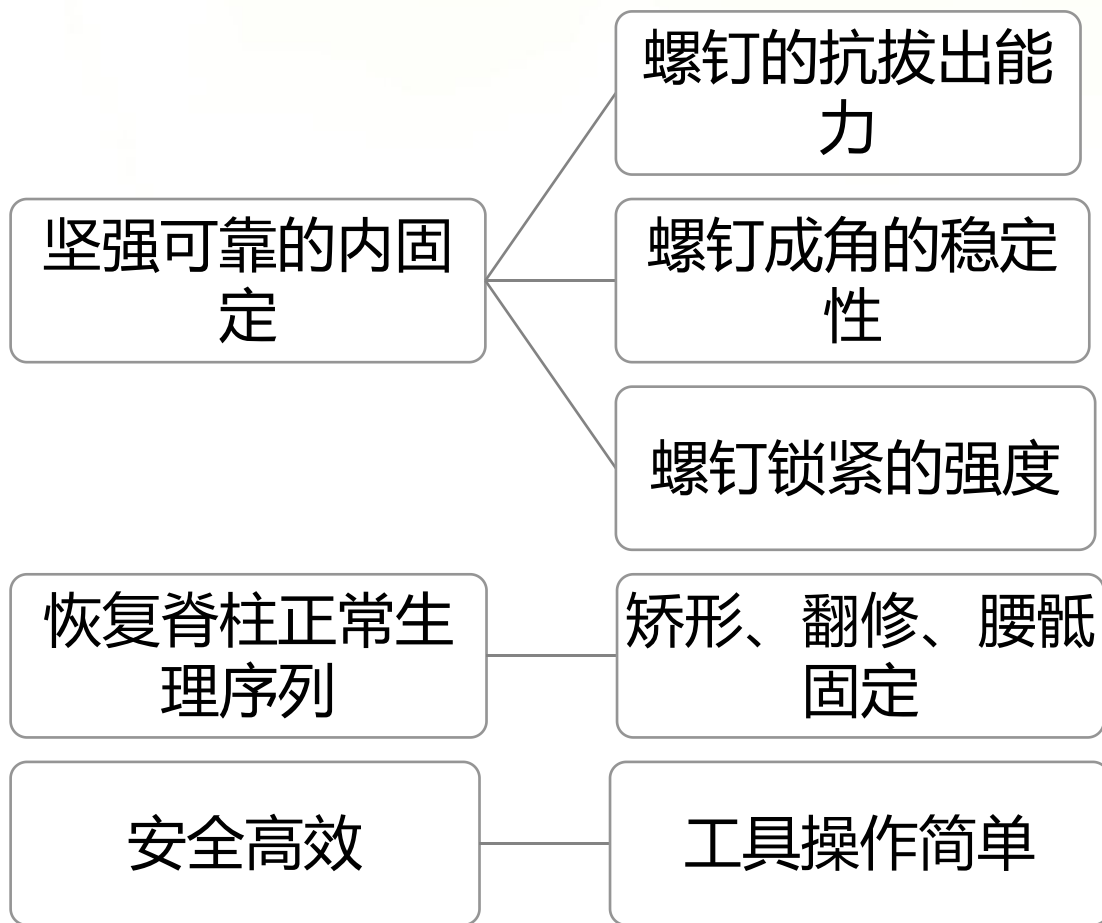 螺钉的抗拔出能
力
坚强可靠的内固
定
螺钉成角的稳定
性
螺钉锁紧的强度
恢复脊柱正常生
理序列
矫形、翻修、腰骶
固定
安全高效
工具操作简单